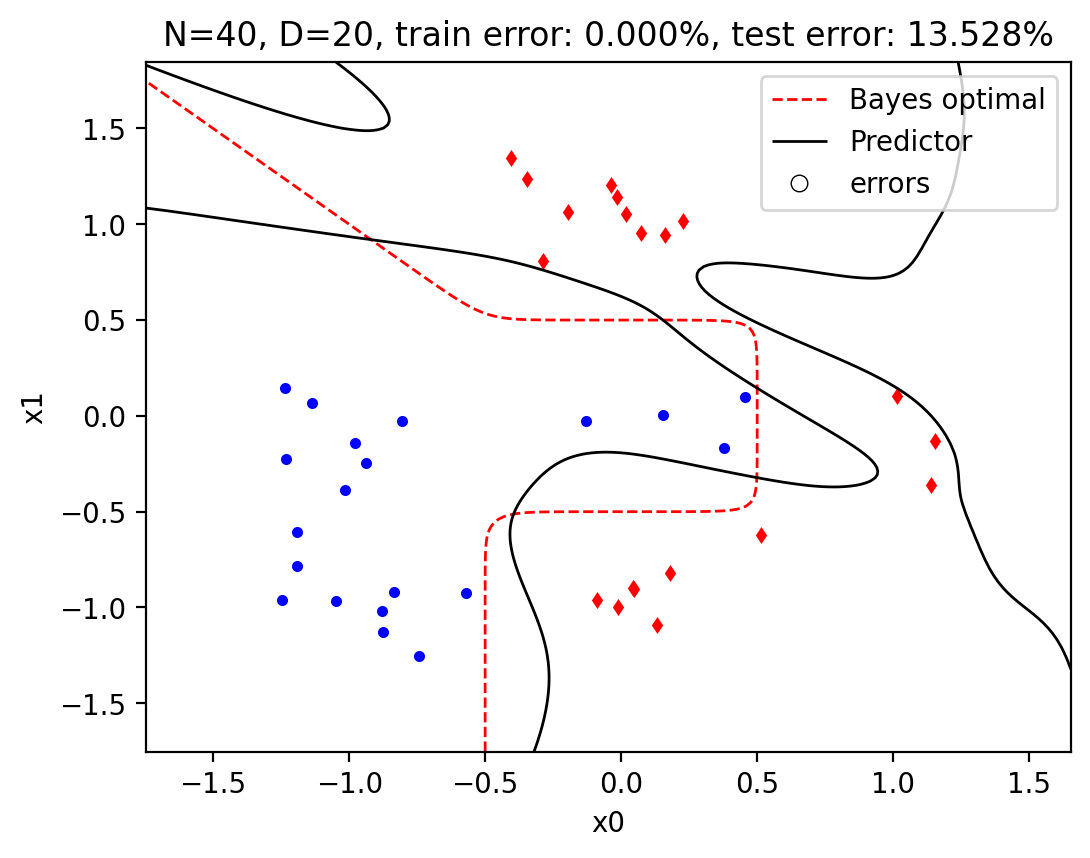 N=40, D=20, train error: 0.000%, test error: 13.528%
Bayes optimal
Predictor
errors
1.5
1.0
0.5
0.0
−0.5
−1.0
−1.5
x1
−1.5 −1.0 −0.5 0.0 0.5 1.0 1.5
x0